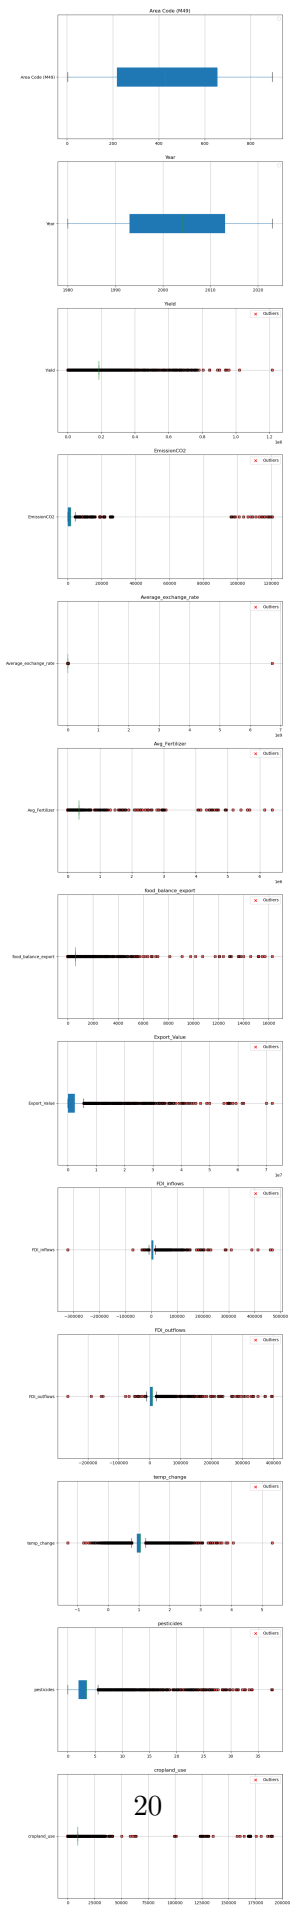 Area Code (M49)
Area Code (M49)
0 200 400 600 800
Year
Year
1980 1990 2000 2010 2020
Yield
Outliers
Yield
0.0 0.2 0.4 0.6 0.8 1.0 1.2
1e6
EmissionCO2
Outliers
EmissionCO2
0 20000 40000 60000 80000 100000 120000
Average_exchange_rate
Outliers
Average_exchange_rate
0 1 2 3 4 5 6 7
1e9
Avg_Fertilizer
Outliers
Avg_Fertilizer
0 1 2 3 4 5 6
1e6
food_balance_export
Outliers
food_balance_export
0 2000 4000 6000 8000 10000 12000 14000 16000
Export_Value
Outliers
Export_Value
0 1 2 3 4 5 6 7
1e7
FDI_inflows
Outliers
FDI_inflows
−300000 −200000 −100000 0 100000 200000 300000 400000 500000
FDI_outflows
Outliers
FDI_outflows
−200000 −100000 0 100000 200000 300000 400000
temp_change
Outliers
temp_change
−1 0 1 2 3 4 5
pesticides
Outliers
pesticides
0 5 10 15 20 25 30 35
cropland_use
Outliers
20
cropland_use
0 25000 50000 75000 100000 125000 150000 175000 200000